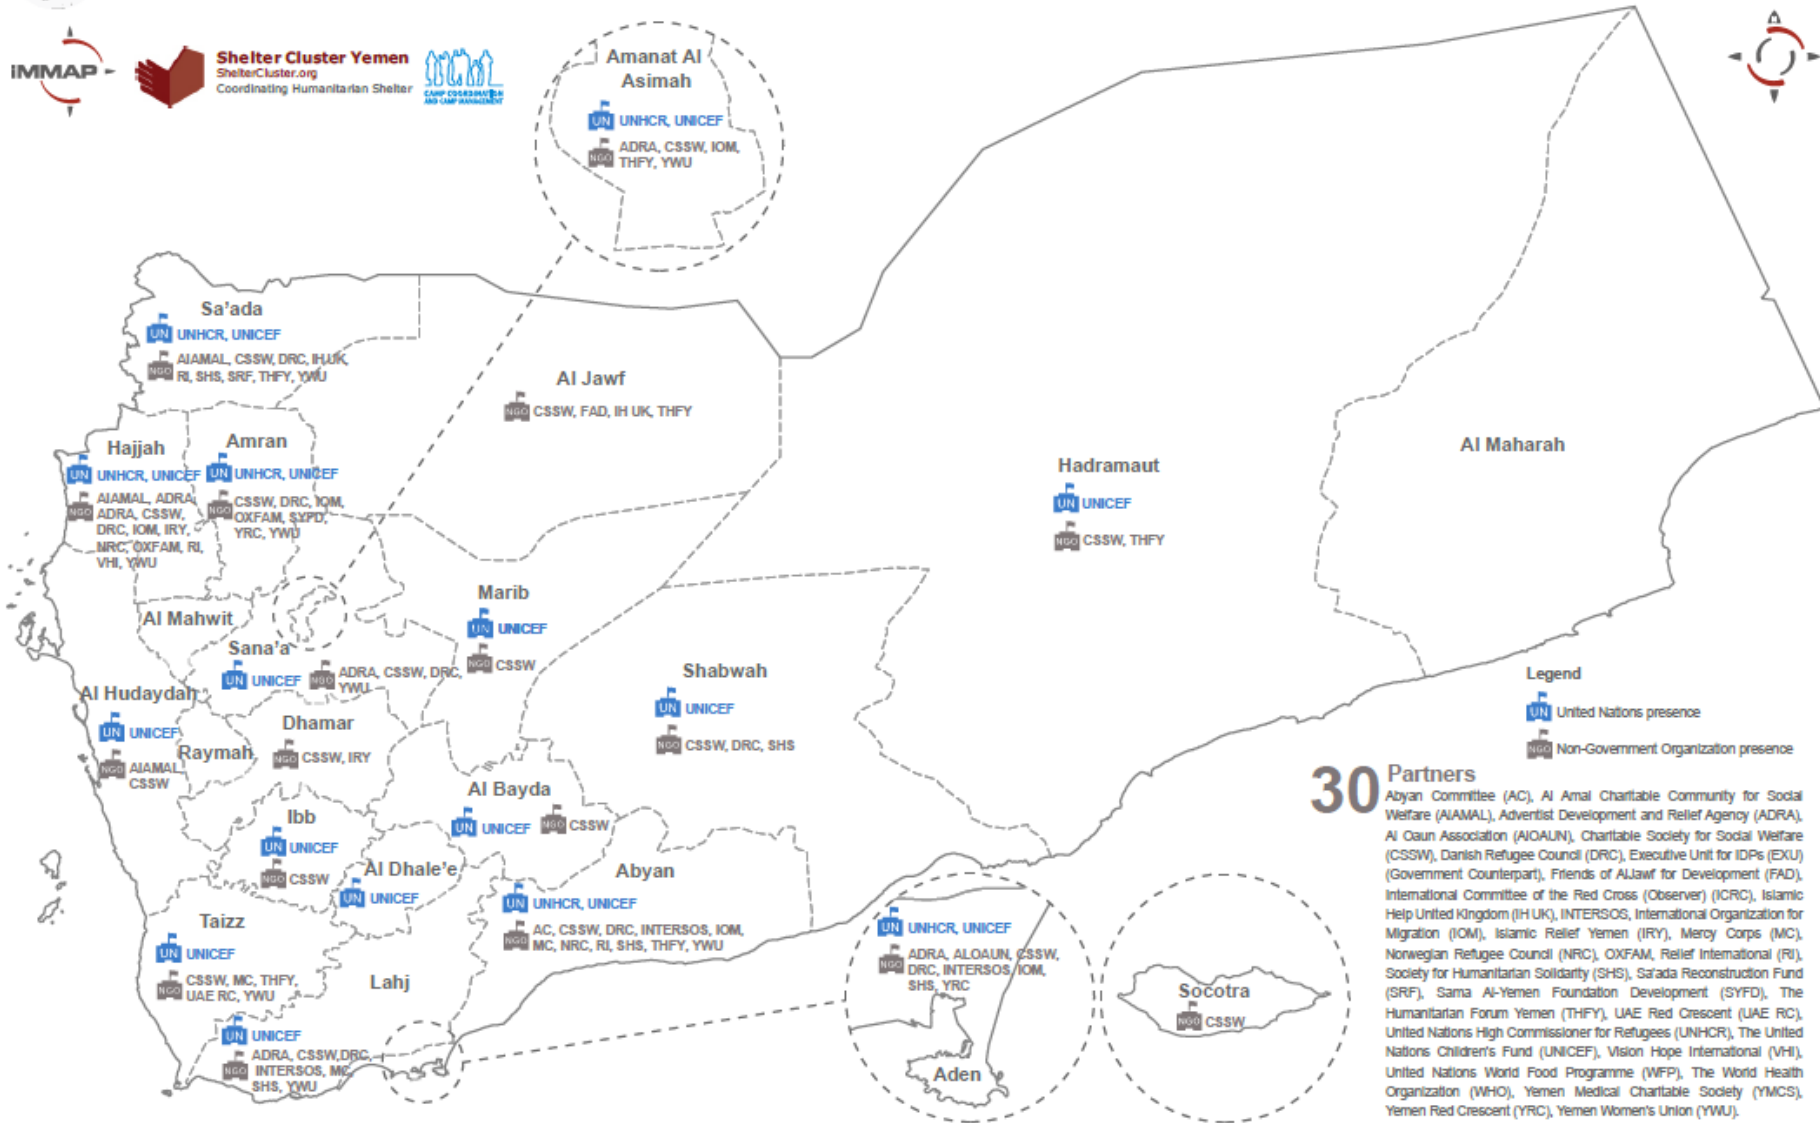 IMMAP
Shelter Cluster Yemen
ShelterCluster.org
Coordinating Humanitarian Shelter
CAMP COORDINATION
AND CAMP MANAGEMENT
Amanat Al
Asimah
UN UNHCR, UNICEF
NGO ADRA, CSSW, IOM,
THFY, YWU
Sa'ada
UN UNHCR, UNICEF
NGO AIAMAL, CSSW, DRC, IH UK,
RI, SHS, SRF, THFY, YWU
Al Jawf
NGO CSSW, FAD, IH UK, THFY
Hajjah
UN UNHCR, UNICEF
NGO AIAMAL, ADRA,
ADRA, CSSW,
DRC, IOM, IRY,
NRC, OXFAM, RI,
VHI, YWU
Amran
UN UNHCR, UNICEF
NGO CSSW, DRC, IOM,
OXFAM, SYFD,
YRC, YWU
Al Maharah
Hadramaut
UN UNICEF
NGO CSSW, THFY
Marib
UN UNICEF
NGO CSSW
Al Mahwit
Sana'a
UN UNICEF
NGO ADRA, CSSW, DRC,
YWU
Shabwah
UN UNICEF
NGO CSSW, DRC, SHS
Al Hudaydah
UN UNICEF
NGO AIAMAL,
CSSW
Raymah
Dhamar
NGO CSSW, IRY
Al Bayda
UN UNICEF
NGO CSSW
Ibb
UN UNICEF
NGO CSSW
Al Dhale'e
UN UNICEF
Abyan
UN UNHCR, UNICEF
NGO AC, CSSW, DRC, INTERSOS, IOM,
MC, NRC, RI, SHS, THFY, YWU
Taizz
UN UNICEF
NGO CSSW, MC, THFY,
UAE RC, YWU
Lahj
UN UNICEF
NGO ADRA, CSSW,DRC,
INTERSOS, MC,
SHS, YWU
UN UNHCR, UNICEF
NGO ADRA, ALOAUN, CSSW,
DRC, INTERSOS, IOM,
SHS, YRC
Aden
Socotra
NGO CSSW
Legend
UN United Nations presence
NGO Non-Government Organization presence
30 Partners
Abyan Committee (AC), Al Amal Charitable Community for Social
Welfare (AIAMAL), Adventist Development and Relief Agency (ADRA),
Al Oaun Association (AIOAUN), Charitable Society for Social Welfare
(CSSW), Danish Refugee Council (DRC), Executive Unit for IDPs (EXU)
(Government Counterpart), Friends of AlJawf for Development (FAD),
International Committee of the Red Cross (Observer) (ICRC), Islamic
Help United Kingdom (IH UK), INTERSOS, International Organization for
Migration (IOM), Islamic Relief Yemen (IRY), Mercy Corps (MC),
Norwegian Refugee Council (NRC), OXFAM, Relief International (RI),
Society for Humanitarian Solidarity (SHS), Sa'ada Reconstruction Fund
(SRF), Sama Al-Yemen Foundation Development (SYFD), The
Humanitarian Forum Yemen (THFY), UAE Red Crescent (UAE RC),
United Nations High Commissioner for Refugees (UNHCR), The United
Nations Children's Fund (UNICEF), Vision Hope International (VHI),
United Nations World Food Programme (WFP), The World Health
Organization (WHO), Yemen Medical Charitable Society (YMCS),
Yemen Red Crescent (YRC), Yemen Women's Union (YWU).